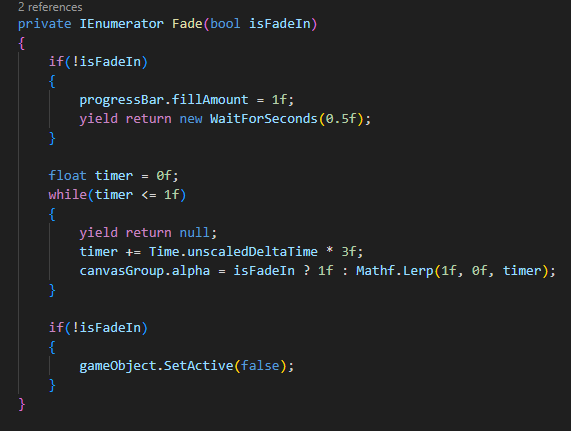 2 references
private IEnumerator Fade(bool isFadeIn)
{
if(!isFadeIn)
{
progressBar.fillAmount = 1f;
yield return new WaitForSeconds(0.5f);
}
float timer = 0f;
while(timer <= 1f)
{
yield return null;
timer += Time.unscaledDeltaTime * 3f;
canvasGroup.alpha = isFadeIn ? 1f : Mathf.Lerp(1f, 0f, timer);
}
if(!isFadeIn)
{
gameObject.SetActive(false);
}
}